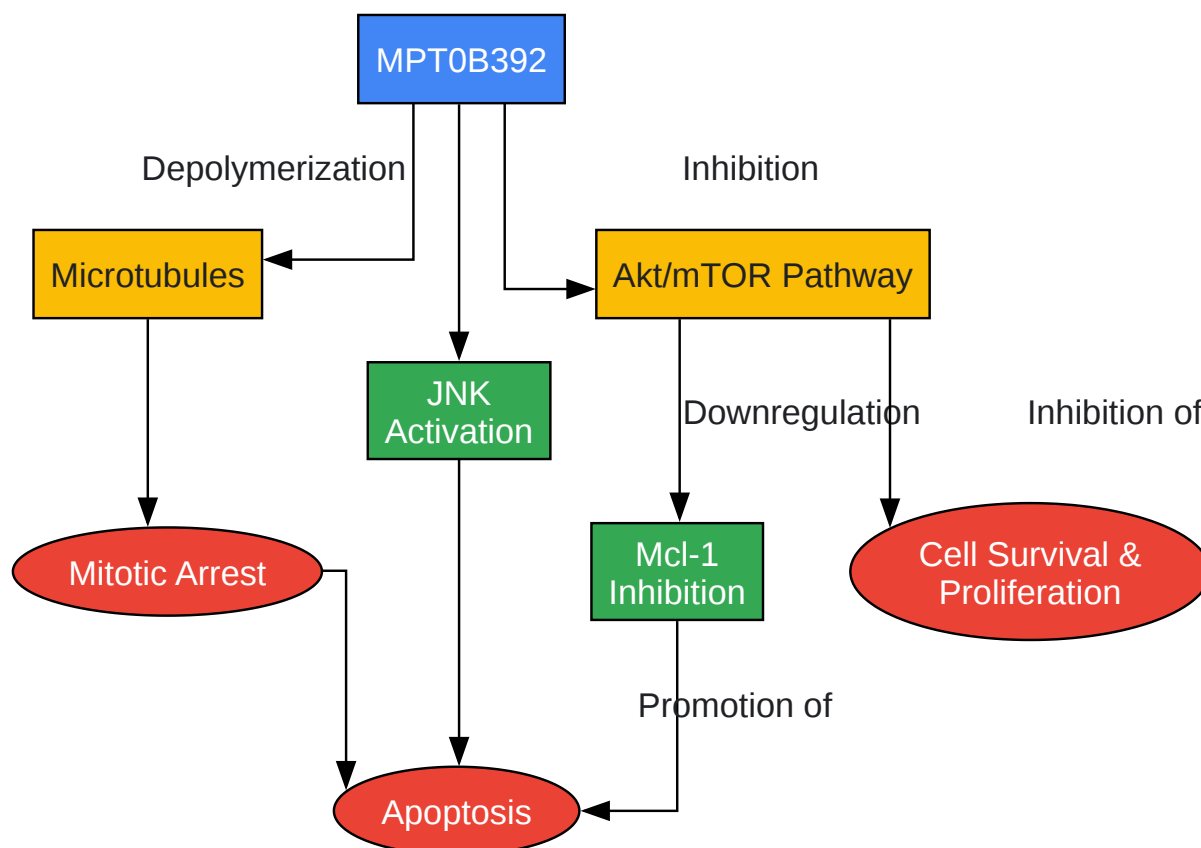 MPT0B392
Depolymerization
Inhibition
Microtubules
Akt/mTOR Pathway
JNK
Activation
Downregulation
Inhibition of
Mitotic Arrest
Mcl-1
Inhibition
Cell Survival &
Proliferation
Promotion of
Apoptosis